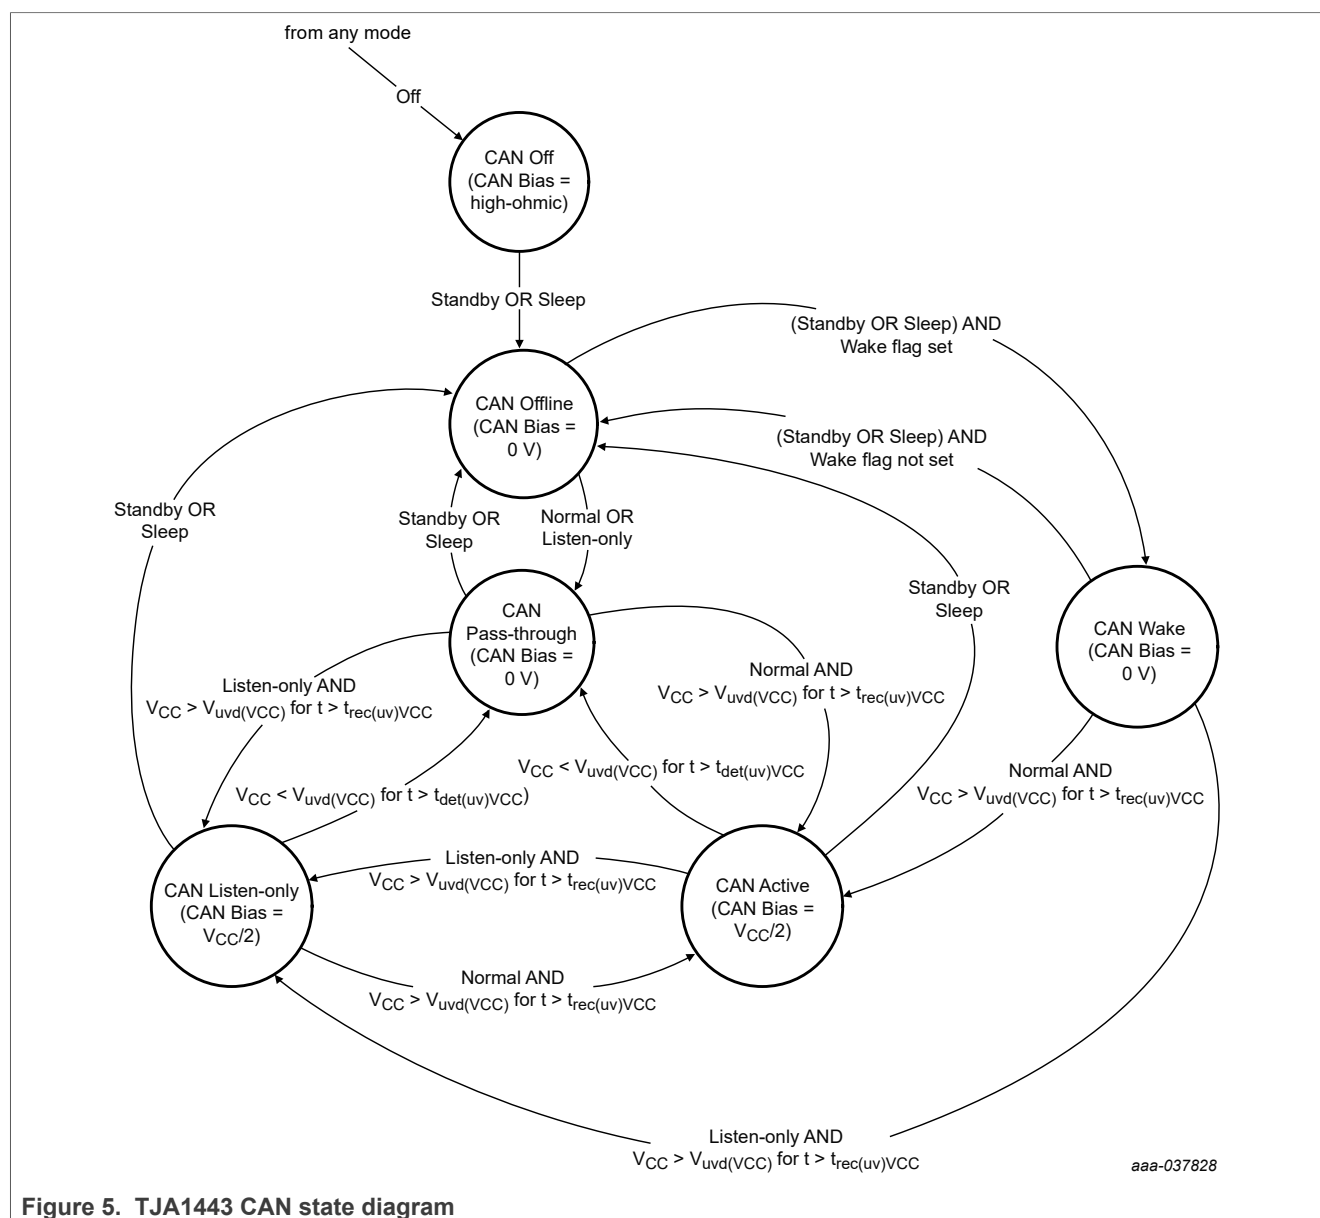 from any mode
Off
CAN Off
(CAN Bias =
high-ohmic)
Standby OR Sleep
(Standby OR Sleep) AND
Wake flag set
CAN Offline
(CAN Bias =
0 V)
(Standby OR Sleep) AND
Wake flag not set
Standby OR
Sleep
Standby OR
Sleep
Normal OR
Listen-only
Standby OR
Sleep
CAN
Pass-through
(CAN Bias =
0 V)
CAN Wake
(CAN Bias =
0 V)
Listen-only AND
VCC > Vuvd(VCC) for t > trec(uv)VCC
Normal AND
VCC > Vuvd(VCC) for t > trec(uv)VCC
VCC < Vuvd(VCC) for t > tdet(uv)VCC)
VCC < Vuvd(VCC) for t > tdet(uv)VCC
Normal AND
VCC > Vuvd(VCC) for t > trec(uv)VCC
CAN Listen-only
(CAN Bias =
VCC/2)
Listen-only AND
VCC > Vuvd(VCC) for t > trec(uv)VCC
CAN Active
(CAN Bias =
VCC/2)
Normal AND
VCC > Vuvd(VCC) for t > trec(uv)VCC
Listen-only AND
VCC > Vuvd(VCC) for t > trec(uv)VCC
aaa-037828
Figure 5. TJA1443 CAN state diagram